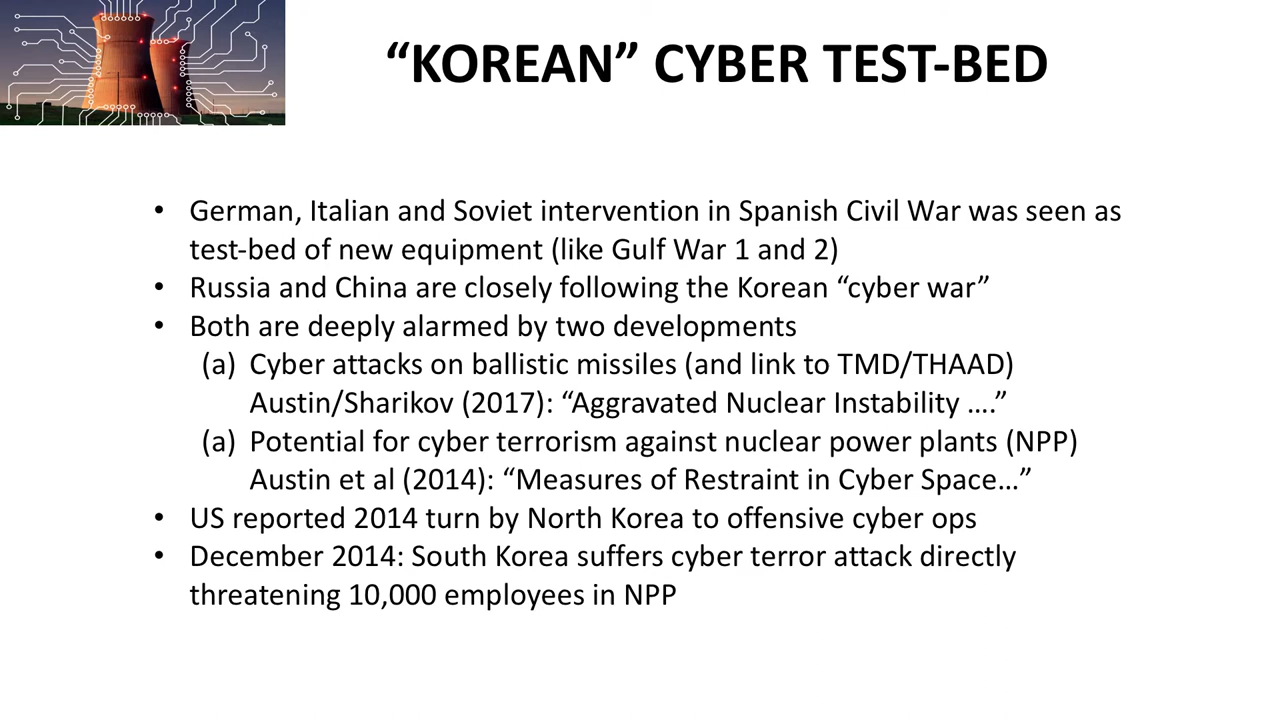 “KOREAN” CYBER TEST-BED
• German, Italian and Soviet intervention in Spanish Civil War was seen as
test-bed of new equipment (like Gulf War 1 and 2)
• Russia and China are closely following the Korean “cyber war”
• Both are deeply alarmed by two developments
(a) Cyber attacks on ballistic missiles (and link to TMD/THAAD)
Austin/Sharikov (2017): “Aggravated Nuclear Instability ….”
(a) Potential for cyber terrorism against nuclear power plants (NPP)
Austin et al (2014): “Measures of Restraint in Cyber Space…”
• US reported 2014 turn by North Korea to offensive cyber ops
• December 2014: South Korea suffers cyber terror attack directly
threatening 10,000 employees in NPP